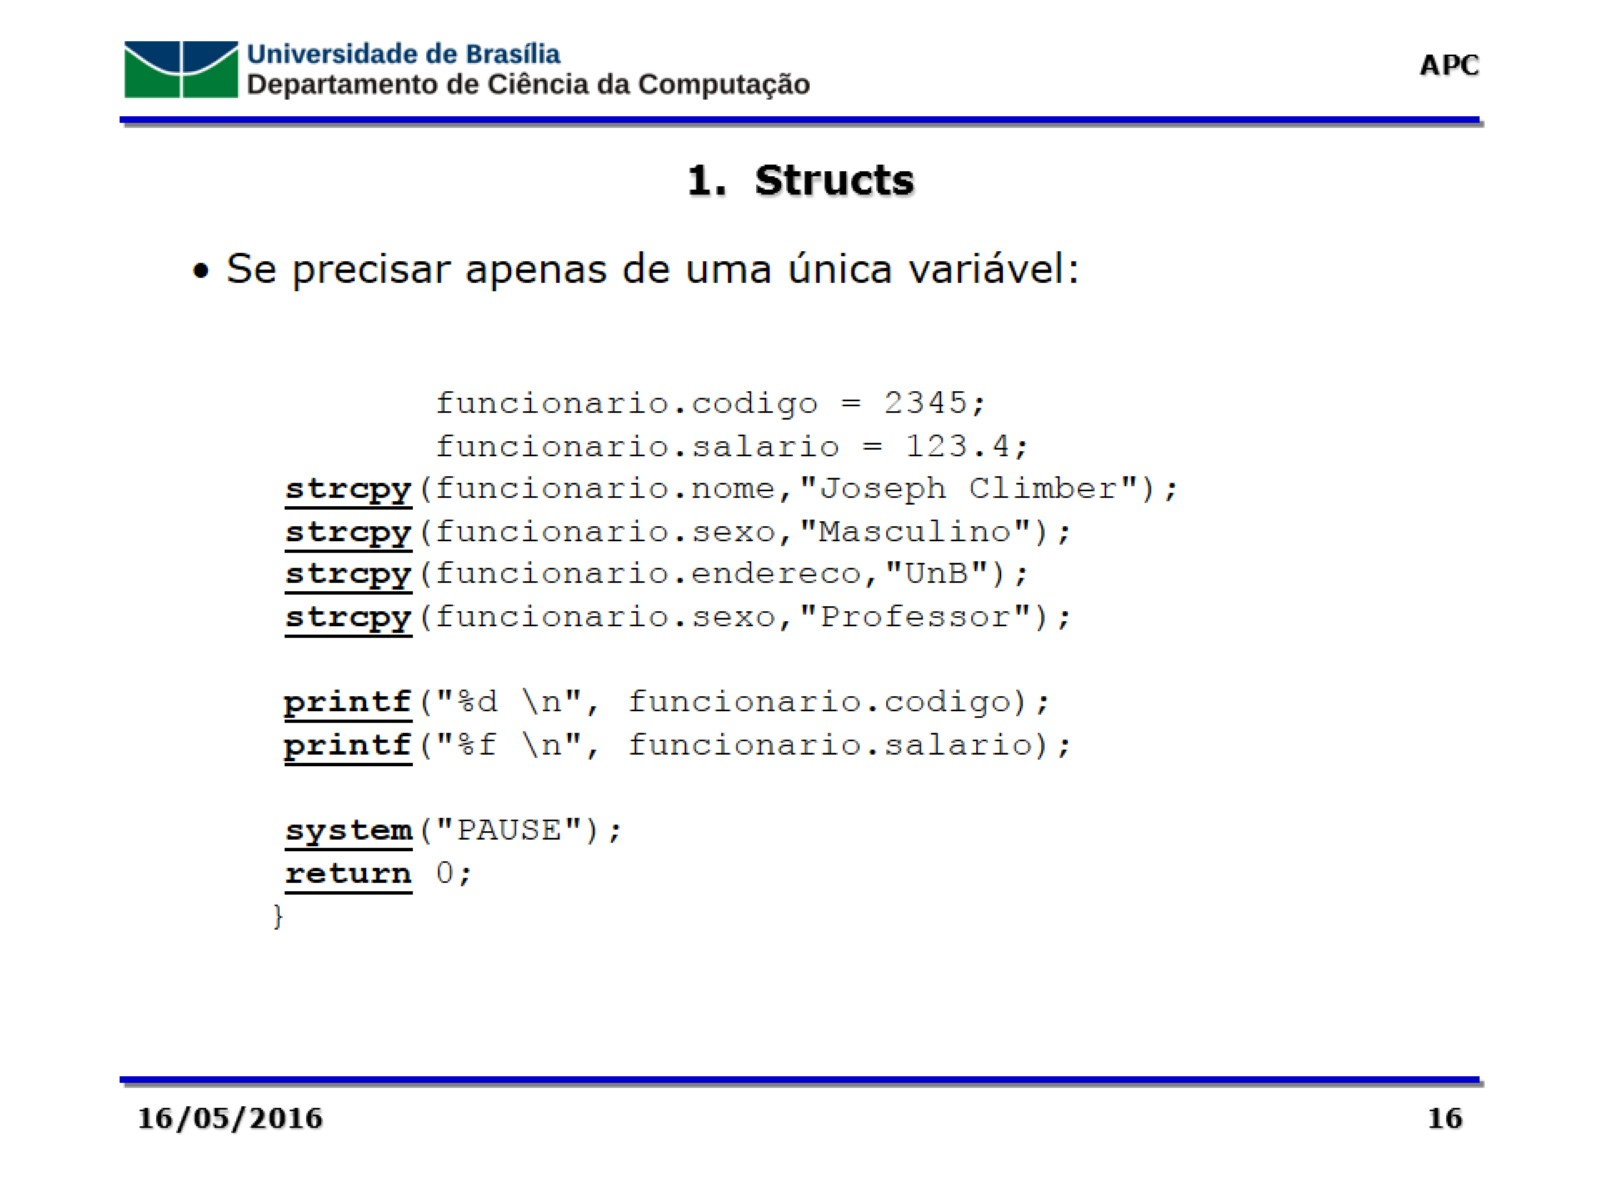 Universidade de Brasília
Departamento de Ciência da Computação
APC
1. Structs
• Se precisar apenas de uma única variável:
funcionario.codigo = 2345;
funcionario.salario = 123.4;
strcpy(funcionario.nome,"Joseph Climber");
strcpy(funcionario.sexo,"Masculino");
strcpy(funcionario.endereco,"UnB");
strcpy(funcionario.sexo,"Professor");
printf("%d \n", funcionario.codigo);
printf("%f \n", funcionario.salario);
system("PAUSE");
return 0;
}
16/05/2016
16